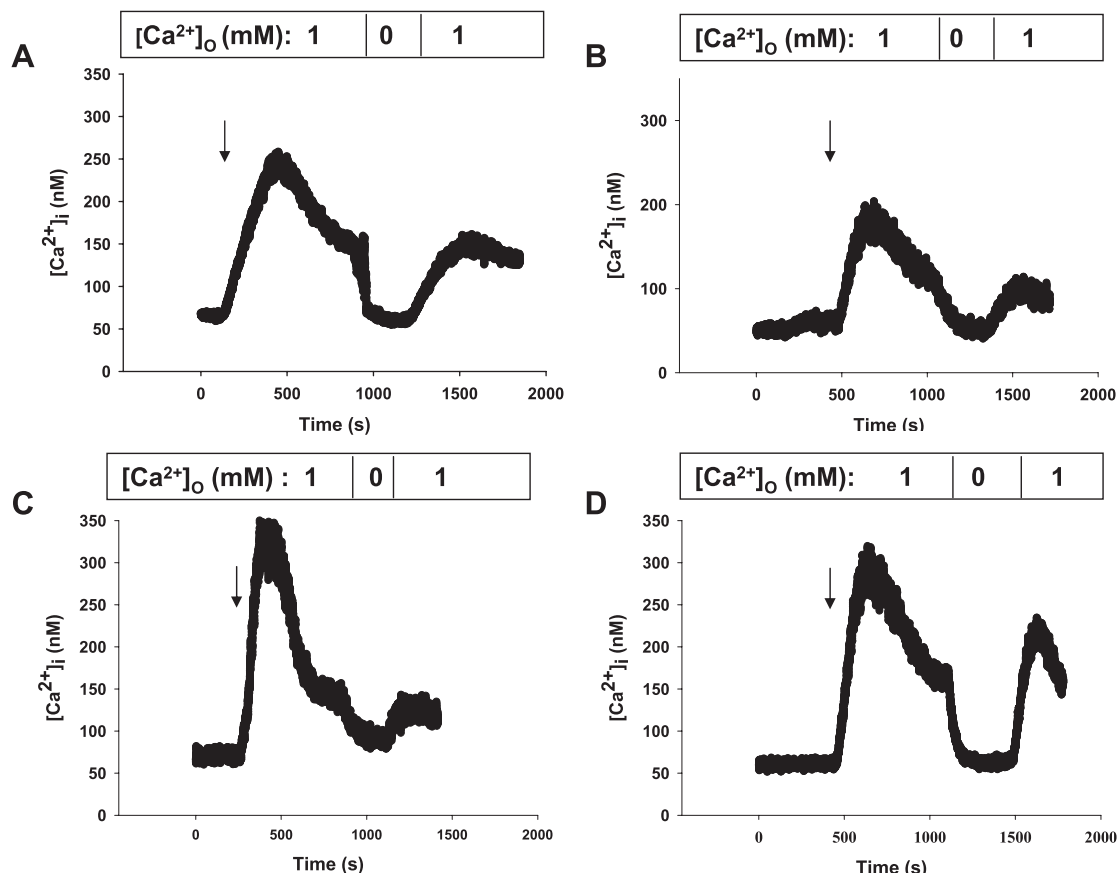 A
[Ca²⁺]O (mM): 1 0 1
350
300
250
200
150
100
50
0
[Ca²⁺]i (nM)
0 500 1000 1500 2000
Time (s)
B
[Ca²⁺]O (mM): 1 0 1
300
200
100
0
[Ca²⁺]i (nM)
0 500 1000 1500 2000
Time (s)
C
[Ca²⁺]O (mM) : 1 0 1
350
300
250
200
150
100
50
0
[Ca²⁺]i (nM)
0 500 1000 1500 2000
Time (s)
D
[Ca²⁺]O (mM): 1 0 1
350
300
250
200
150
100
50
0
[Ca²⁺]i (nM)
0 500 1000 1500 2000
Time (s)